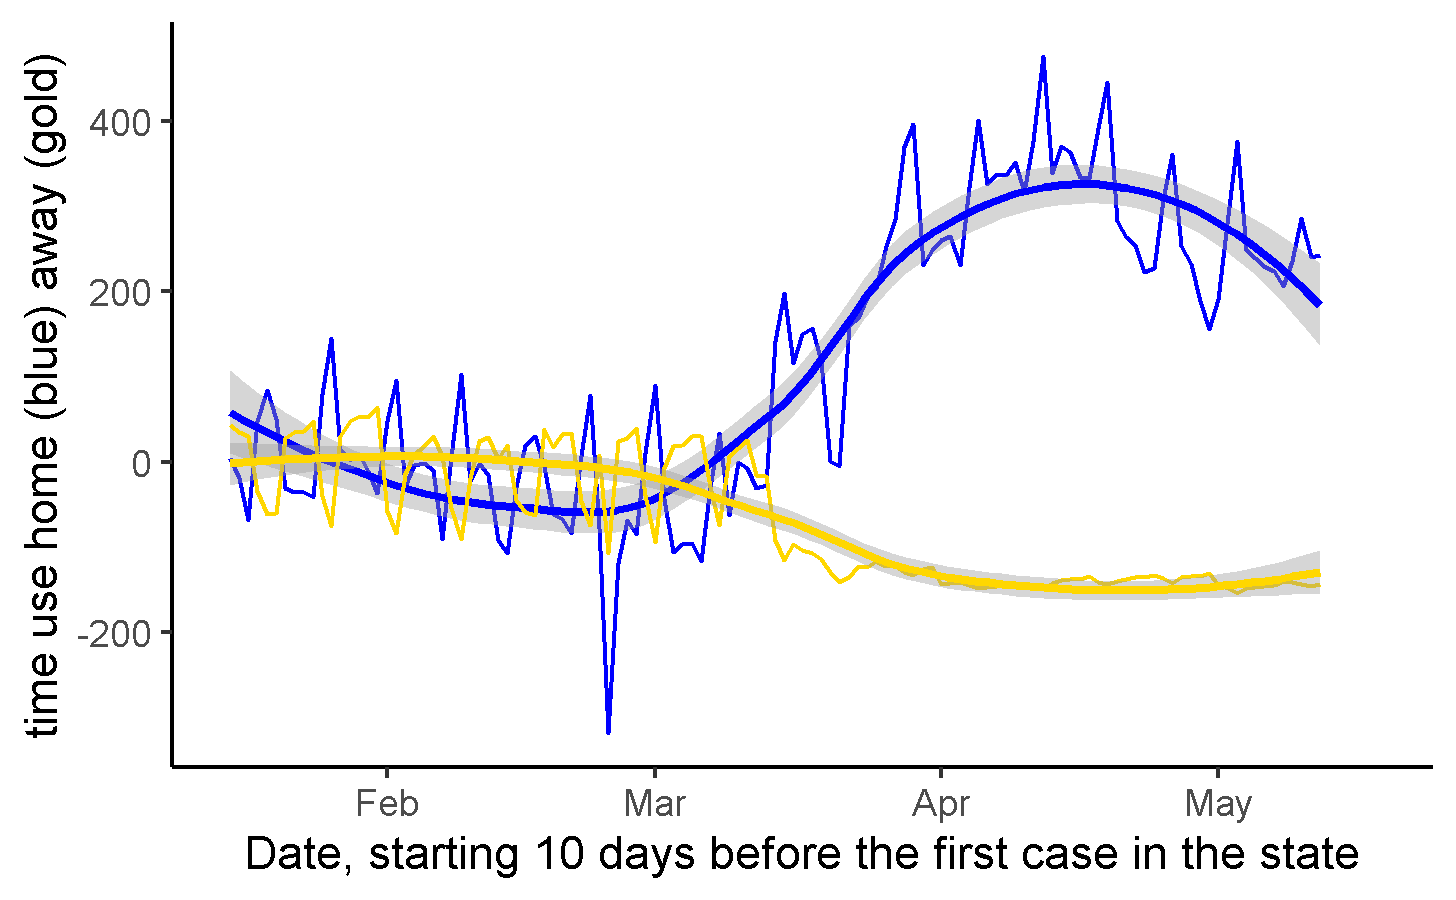 time use home (blue) away (gold)
400
200
0
-200
Feb Mar Apr May
Date, starting 10 days before the first case in the state